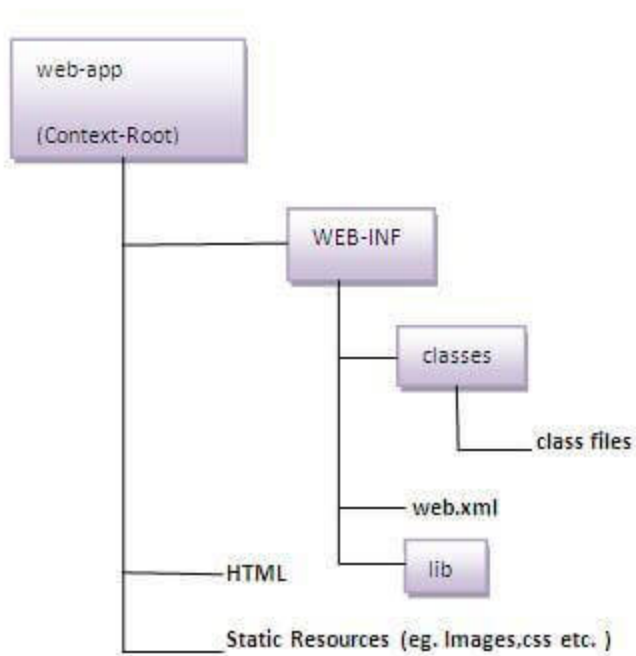 web-app
(Context-Root)
WEB-INF
classes
class files
web.xml
lib
HTML
Static Resources (eg. Images,css etc. )